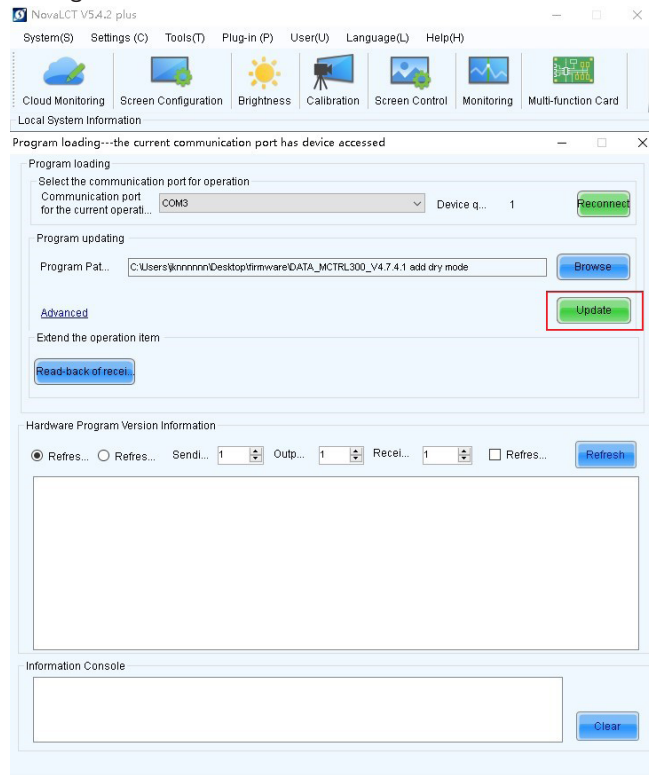 NovaLCT V5.4.2 plus
System(S) Settings (C) Tools(T) Plug-in (P) User(U) Language(L) Help(H)
Cloud Monitoring Screen Configuration Brightness Calibration Screen Control Monitoring Multi-function Card
Local System Information
Program loading---the current communication port has device accessed
Program loading
Select the communication port for operation
Communication port
for the current operati... COM3 Device q... 1 Reconnect
Program updating
Program Pat... C:\Users\jknnnnnn\Desktop\firmware\DATA_MCTRL300_V4.7.4.1 add dry mode Browse
Advanced Update
Extend the operation item
Read-back of recei...
Hardware Program Version Information
Refres... Refres... Sendi... 1 Outp... 1 Recei... 1 Refres... Refresh
Information Console
Clear